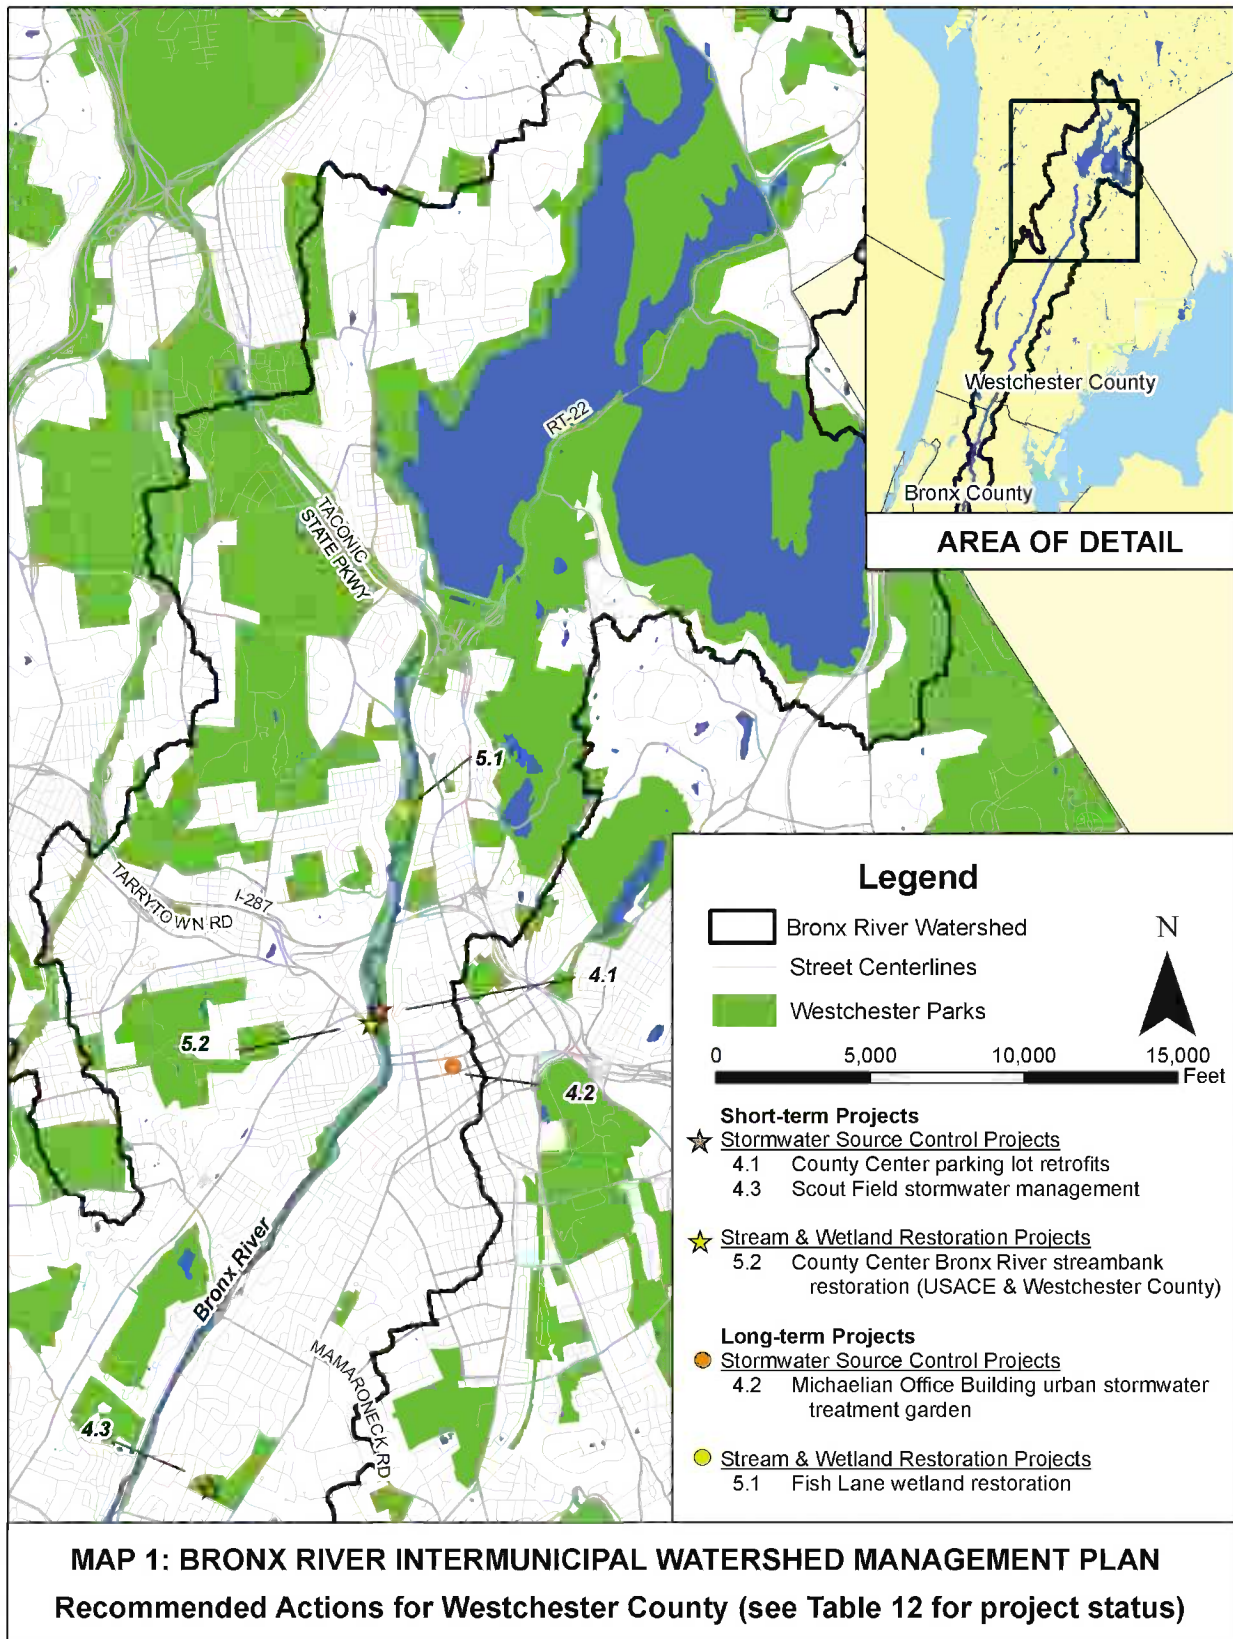 Westchester County
Bronx County
AREA OF DETAIL
RT-22
TACONIC
STATE PKWY
5.1
TARRYTOWN RD
I-287
4.1
5.2
4.2
Bronx River
MAMARONECK RD
4.3
Legend
Bronx River Watershed
Street Centerlines
Westchester Parks
N
0 5,000 10,000 15,000
Feet
Short-term Projects
Stormwater Source Control Projects
4.1 County Center parking lot retrofits
4.3 Scout Field stormwater management
Stream & Wetland Restoration Projects
5.2 County Center Bronx River streambank
restoration (USACE & Westchester County)
Long-term Projects
Stormwater Source Control Projects
4.2 Michaelian Office Building urban stormwater
treatment garden
Stream & Wetland Restoration Projects
5.1 Fish Lane wetland restoration
MAP 1: BRONX RIVER INTERMUNICIPAL WATERSHED MANAGEMENT PLAN
Recommended Actions for Westchester County (see Table 12 for project status)